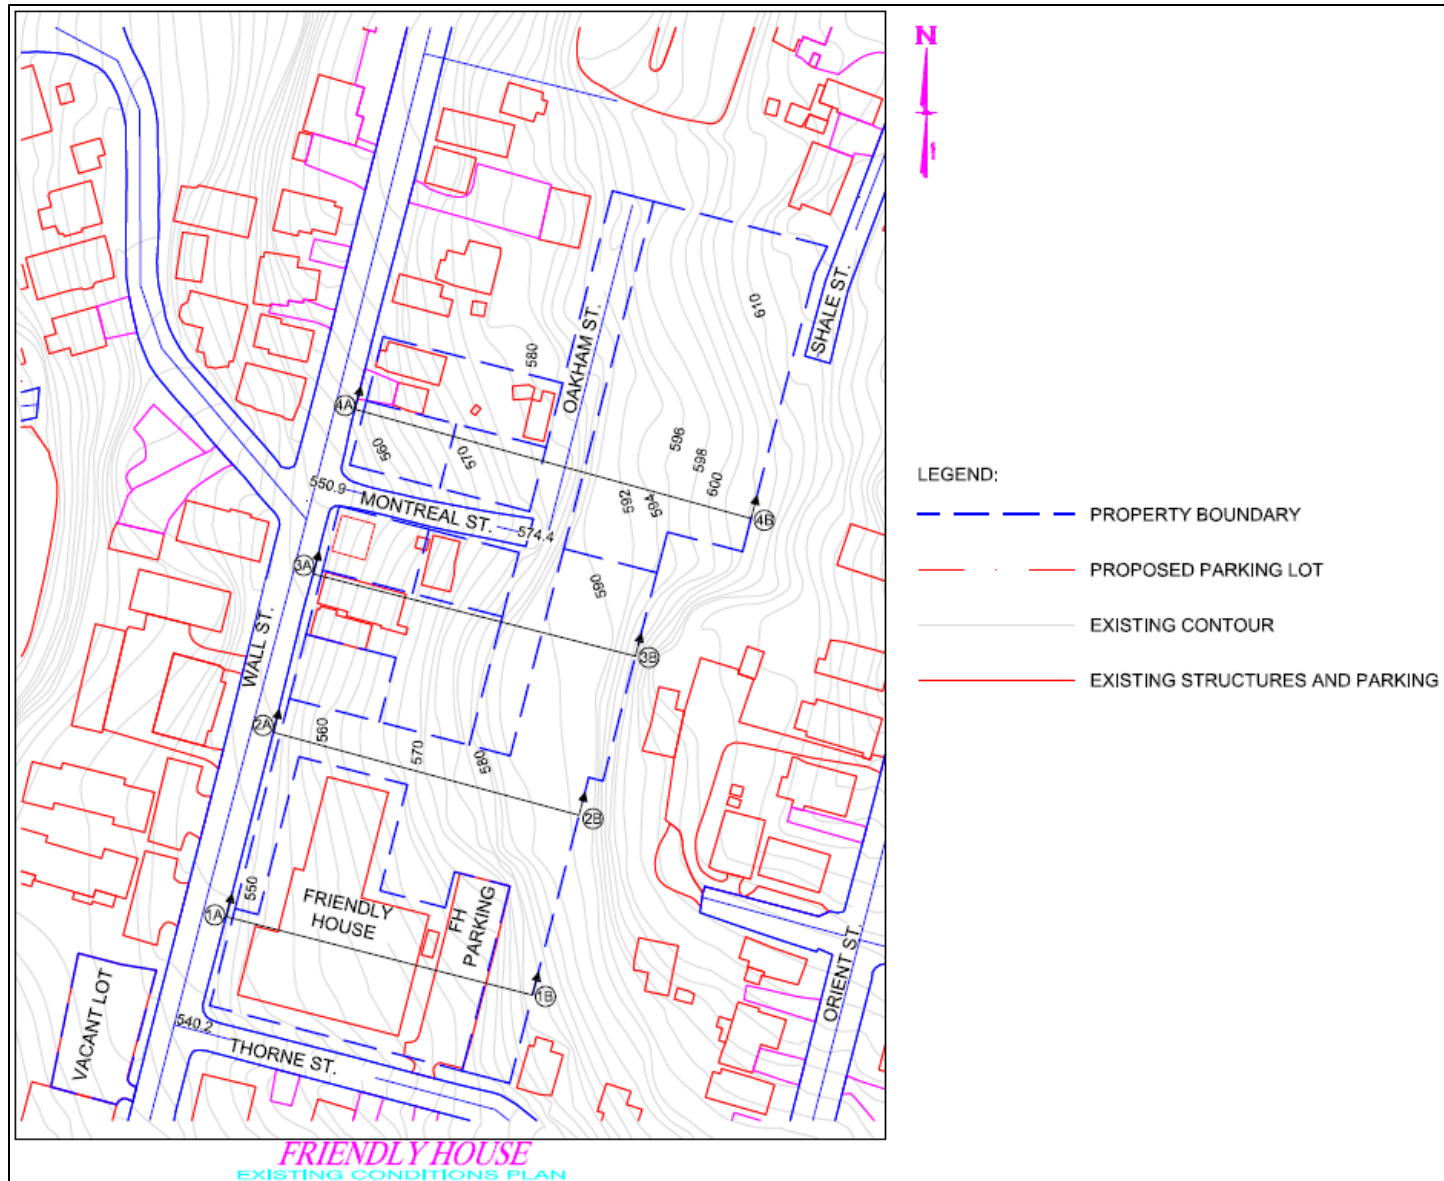 N
610
SHALE ST.
580
OAKHAM ST.
4A
560
570
596
598
600
592
594
4B
550.9
MONTREAL ST.
574.4
3A
590
WALL ST.
3B
2A
560
570
580
2B
550
1A
FRIENDLY
HOUSE
FH
PARKING
1B
VACANT LOT
540.2
THORNE ST.
ORIENT ST.
LEGEND:
PROPERTY BOUNDARY
PROPOSED PARKING LOT
EXISTING CONTOUR
EXISTING STRUCTURES AND PARKING
FRIENDLY HOUSE
EXISTING CONDITIONS PLAN